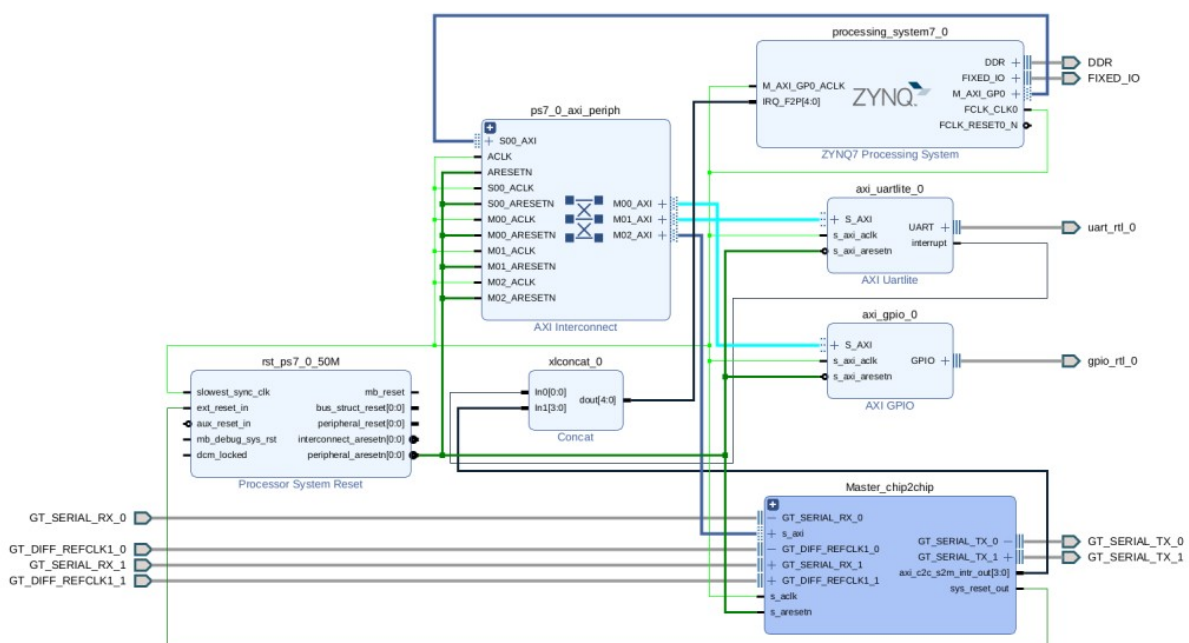 processing_system7_0
M_AXI_GP0_ACLK
IRQ_F2P[4:0]
ZYNQ
DDR
FIXED_IO
M_AXI_GP0
FCLK_CLK0
FCLK_RESET0_N
ZYNQ7 Processing System
DDR
FIXED_IO
ps7_0_axi_periph
S00_AXI
ACLK
ARESETN
S00_ACLK
S00_ARESETN
M00_ACLK
M00_ARESETN
M01_ACLK
M01_ARESETN
M02_ACLK
M02_ARESETN
M00_AXI
M01_AXI
M02_AXI
AXI Interconnect
axi_uartlite_0
S_AXI
s_axi_aclk
s_axi_aresetn
UART
interrupt
AXI Uartlite
uart_rtl_0
axi_gpio_0
S_AXI
s_axi_aclk
s_axi_aresetn
GPIO
AXI GPIO
gpio_rtl_0
rst_ps7_0_50M
slowest_sync_clk
ext_reset_in
aux_reset_in
mb_debug_sys_rst
dcm_locked
mb_reset
bus_struct_reset[0:0]
peripheral_reset[0:0]
interconnect_aresetn[0:0]
peripheral_aresetn[0:0]
Processor System Reset
xlconcat_0
In0[0:0]
In1[3:0]
dout[4:0]
Concat
GT_SERIAL_RX_0
GT_DIFF_REFCLK1_0
GT_SERIAL_RX_1
GT_DIFF_REFCLK1_1
Master_chip2chip
GT_SERIAL_RX_0
s_axi
GT_DIFF_REFCLK1_0
GT_SERIAL_RX_1
GT_DIFF_REFCLK1_1
s_aclk
s_aresetn
GT_SERIAL_TX_0
GT_SERIAL_TX_1
axi_c2c_s2m_intr_out[3:0]
sys_reset_out
GT_SERIAL_TX_0
GT_SERIAL_TX_1